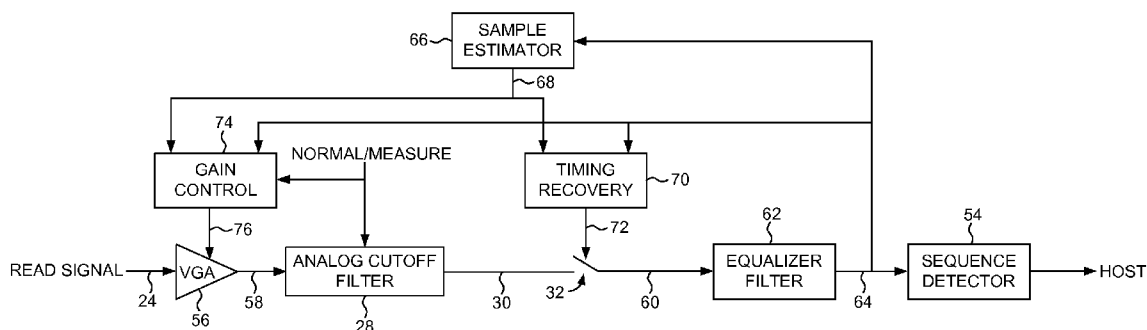 66
SAMPLE
ESTIMATOR
68
74
NORMAL/MEASURE
GAIN
CONTROL
TIMING
RECOVERY
70
76
72
62
54
READ SIGNAL
VGA
ANALOG CUTOFF
FILTER
EQUALIZER
FILTER
SEQUENCE
DETECTOR
HOST
24
56
58
28
30
32
60
64